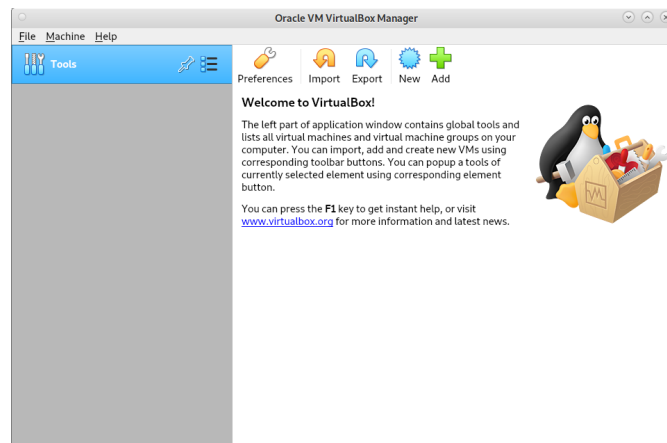 Oracle VM VirtualBox Manager
File Machine Help
Tools
Preferences Import Export New Add
Welcome to VirtualBox!
The left part of application window contains global tools and
lists all virtual machines and virtual machine groups on your
computer. You can import, add and create new VMs using
corresponding toolbar buttons. You can popup a tools of
currently selected element using corresponding element
button.
You can press the F1 key to get instant help, or visit
www.virtualbox.org for more information and latest news.